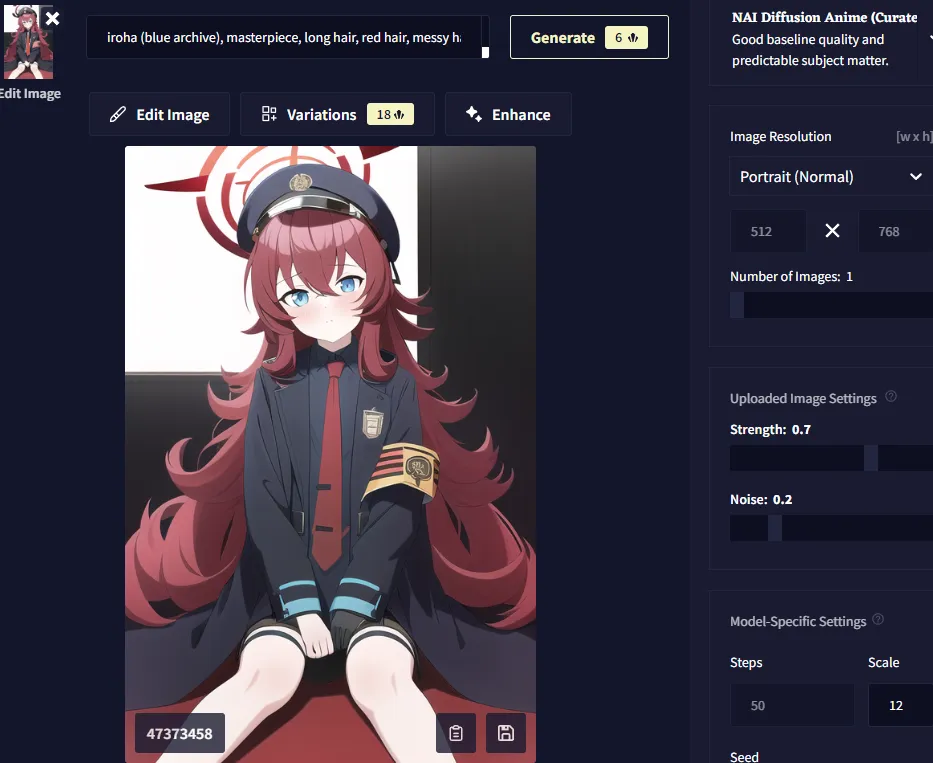 iroha (blue archive), masterpiece, long hair, red hair, messy ha
Generate 6
Edit Image
Edit Image
Variations 18
Enhance
47373458
NAI Diffusion Anime (Curate
Good baseline quality and
predictable subject matter.
Image Resolution [w x h]
Portrait (Normal)
512 768
Number of Images: 1
Uploaded Image Settings
Strength: 0.7
Noise: 0.2
Model-Specific Settings
Steps Scale
50 12
Seed